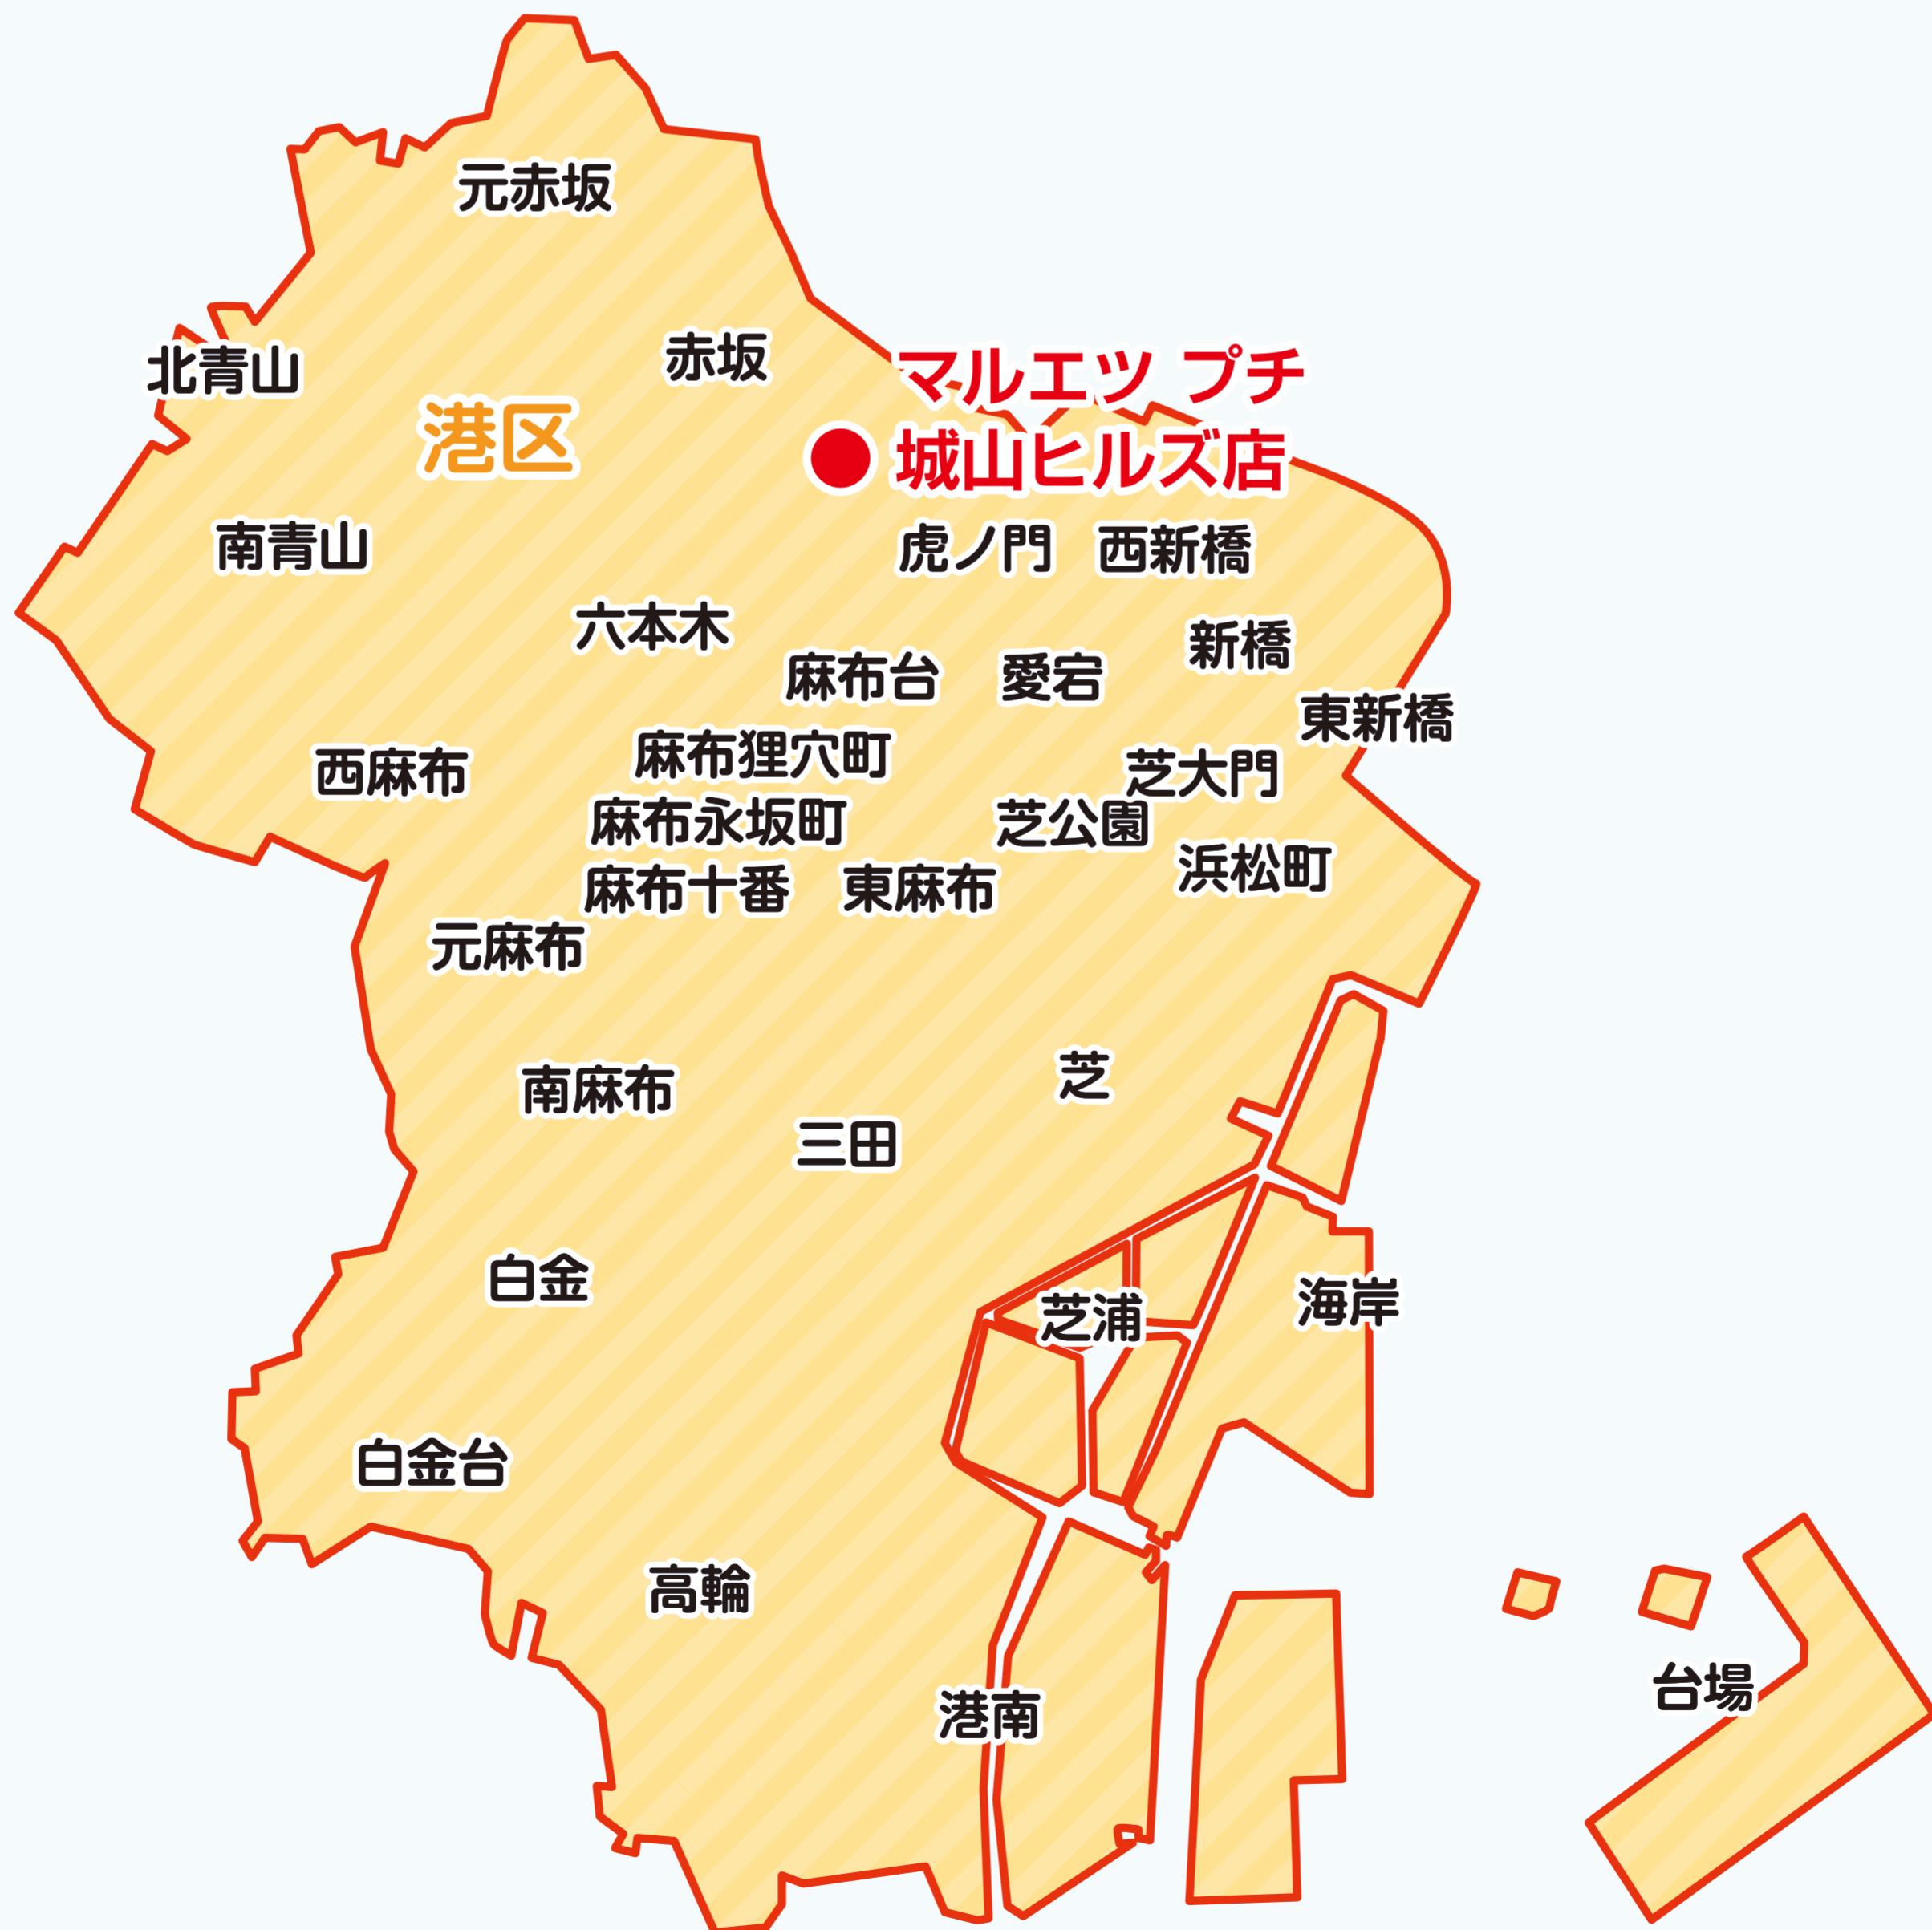 元赤坂
赤坂
マルエツ プチ
北青山
港区
城山ヒルズ店
南青山
虎ノ門
西新橋
六本木
新橋
麻布台
愛宕
東新橋
麻布狸穴町
西麻布
芝大門
麻布永坂町
芝公園
浜松町
麻布十番
東麻布
元麻布
芝
南麻布
三田
白金
海岸
芝浦
白金台
高輪
台場
港南